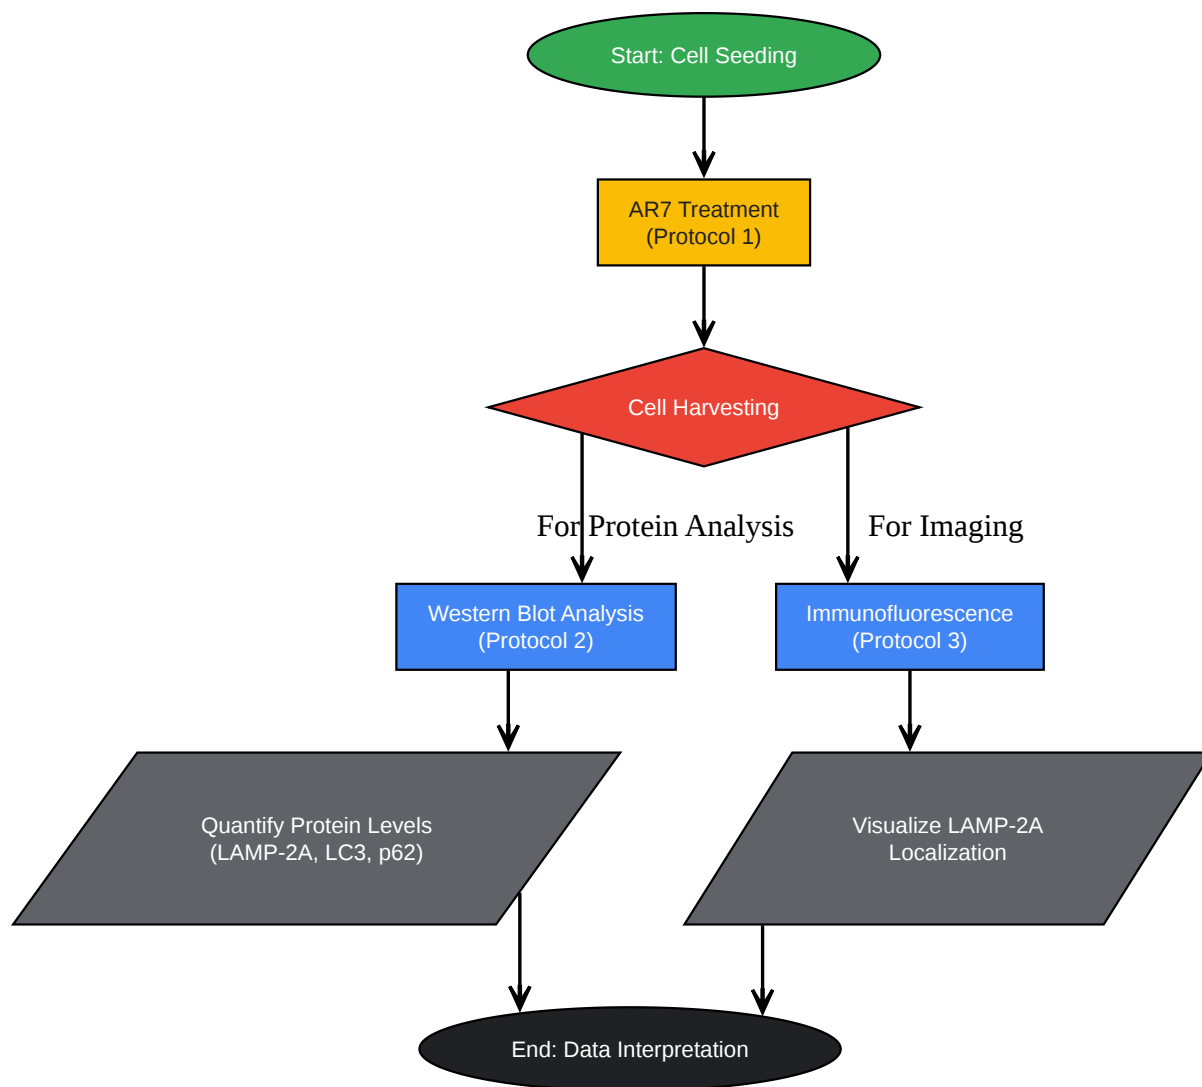 Start: Cell Seeding
AR7 Treatment
(Protocol 1)
Cell Harvesting
For Protein Analysis
For Imaging
Western Blot Analysis
(Protocol 2)
Immunofluorescence
(Protocol 3)
Quantify Protein Levels
(LAMP-2A, LC3, p62)
Visualize LAMP-2A
Localization
End: Data Interpretation